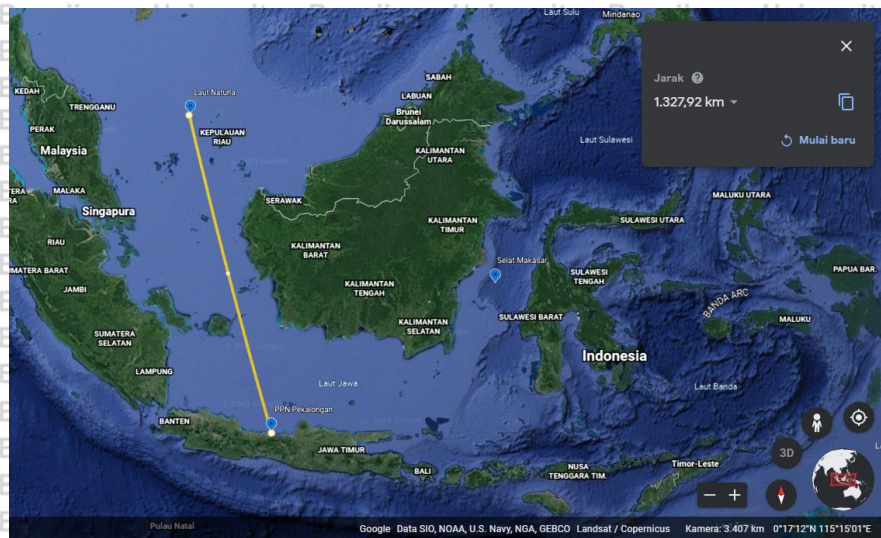 Laut Sulu
Mindanao
Jarak
1.327,92 km
Mulai baru
Laut Natuna
SABAH
KEDAH
TRENGGANU
LABUAN
Brunei
Darussalam
KEPULAUAN
RIAU
PERAK
Malaysia
Laut Sulawesi
KALIMANTAN
UTARA
MALAKA
SERAWAK
MALUKU UTARA
Singapura
KALIMANTAN
TIMUR
SULAWESI UTARA
RIAU
KALIMANTAN
BARAT
Selat Makasar
MATERA BARAT
SULAWESI
TENGAH
PAPUA BAR.
JAMBI
KALIMANTAN
TENGAH
BANDA ARC
SUMATERA
SELATAN
KALIMANTAN
SELATAN
SULAWESI BARAT
MALUKU
Indonesia
LAMPUNG
Laut Jawa
Laut Banda
PPN Pekalongan
BANTEN
JAWA TIMUR
3D
BALI
NUSA
TENGGARA TIM.
Timor-Leste
Pulau Natal
Google Data SIO, NOAA, U.S. Navy, NGA, GEBCO Landsat / Copernicus Kamera: 3.407 km 0°17'12"N 115°15'01"E